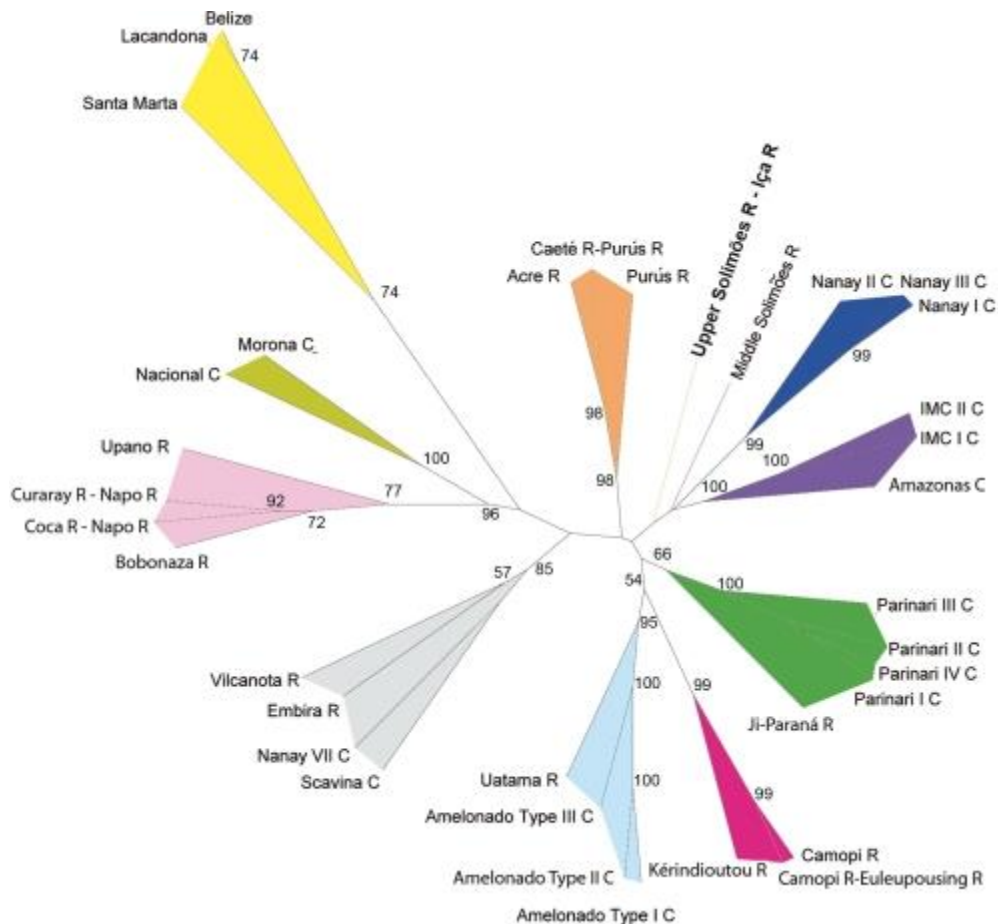 Belize
Lacandona
74
Santa Marta
74
Upper Solimões R - Iça R
Middle Solimões R
Caeté R-Purús R
Acre R
Purús R
Nanay II C
Nanay III C
Nanay I C
99
99
Morona C
Nacional C
100
98
98
IMC II C
IMC I C
100
100
Amazonas C
Upano R
77
Curaray R - Napo R
92
Coca R - Napo R
72
96
Bobonaza R
66
57
85
54
100
Parinari III C
Parinari II C
Parinari IV C
Parinari I C
Ji-Paraná R
95
Vilcanota R
100
99
Embira R
Nanay VII C
Scavina C
Uatama R
100
99
Amelonado Type III C
Amelonado Type II C
Kérindioutou R
Camopi R
Camopi R-Euleupousing R
Amelonado Type I C